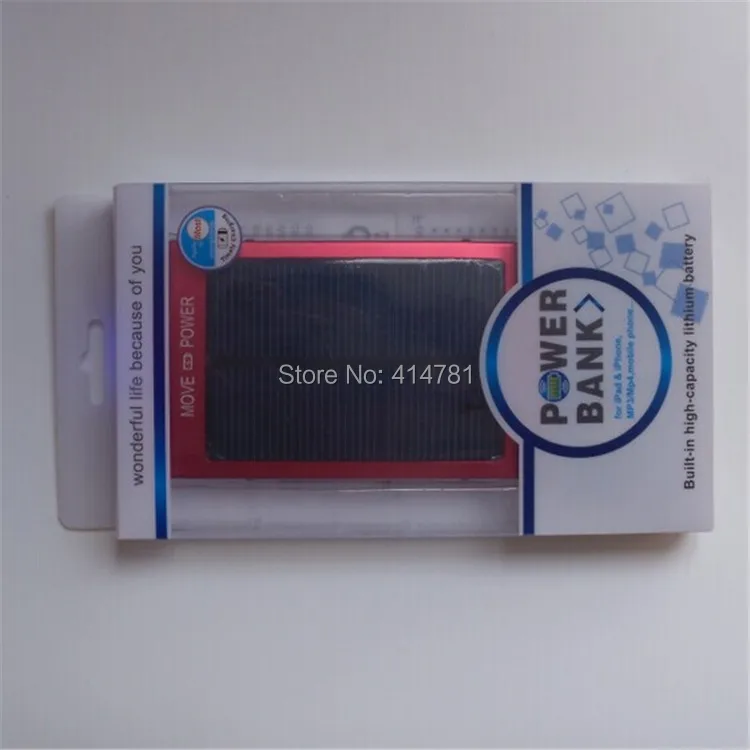 wonderful life because of you
MOVE POWER
Store No: 414781
POWER
BANK
for iPad & iPhone,
MP3/Mp4,mobile phone...
Built-in high-capacity lithium battery